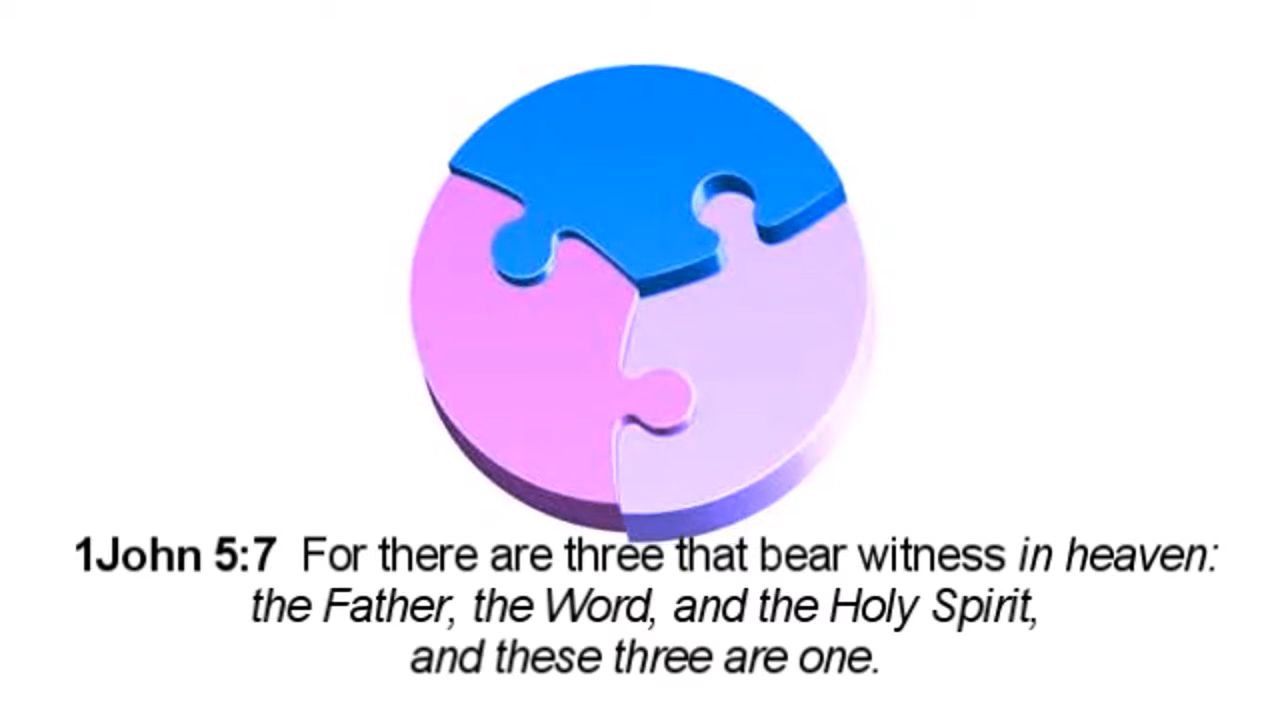 1John 5:7 For there are three that bear witness in heaven:
the Father, the Word, and the Holy Spirit,
and these three are one.